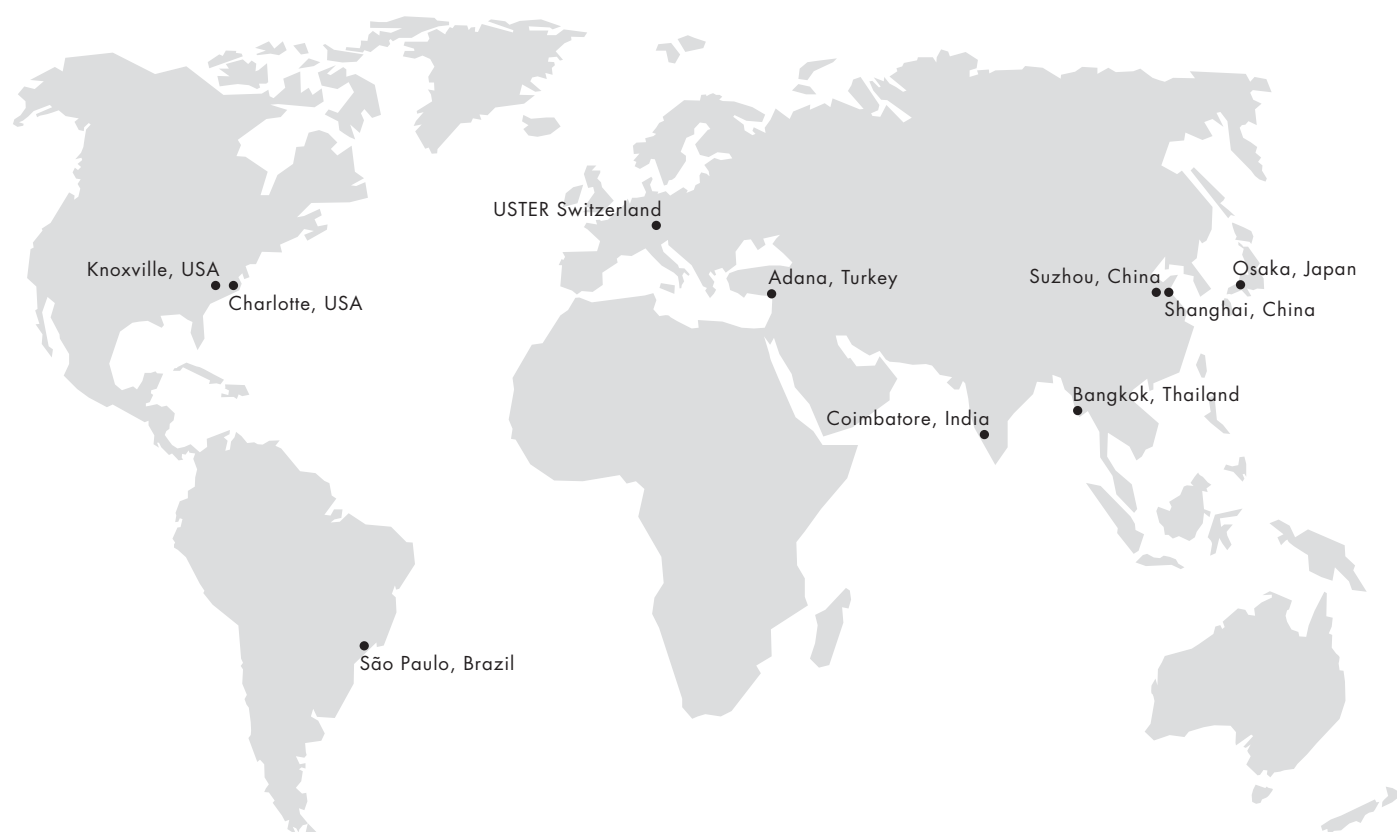 USTER Switzerland
Knoxville, USA
Charlotte, USA
Adana, Turkey
Suzhou, China
Osaka, Japan
Shanghai, China
Bangkok, Thailand
Coimbatore, India
São Paulo, Brazil